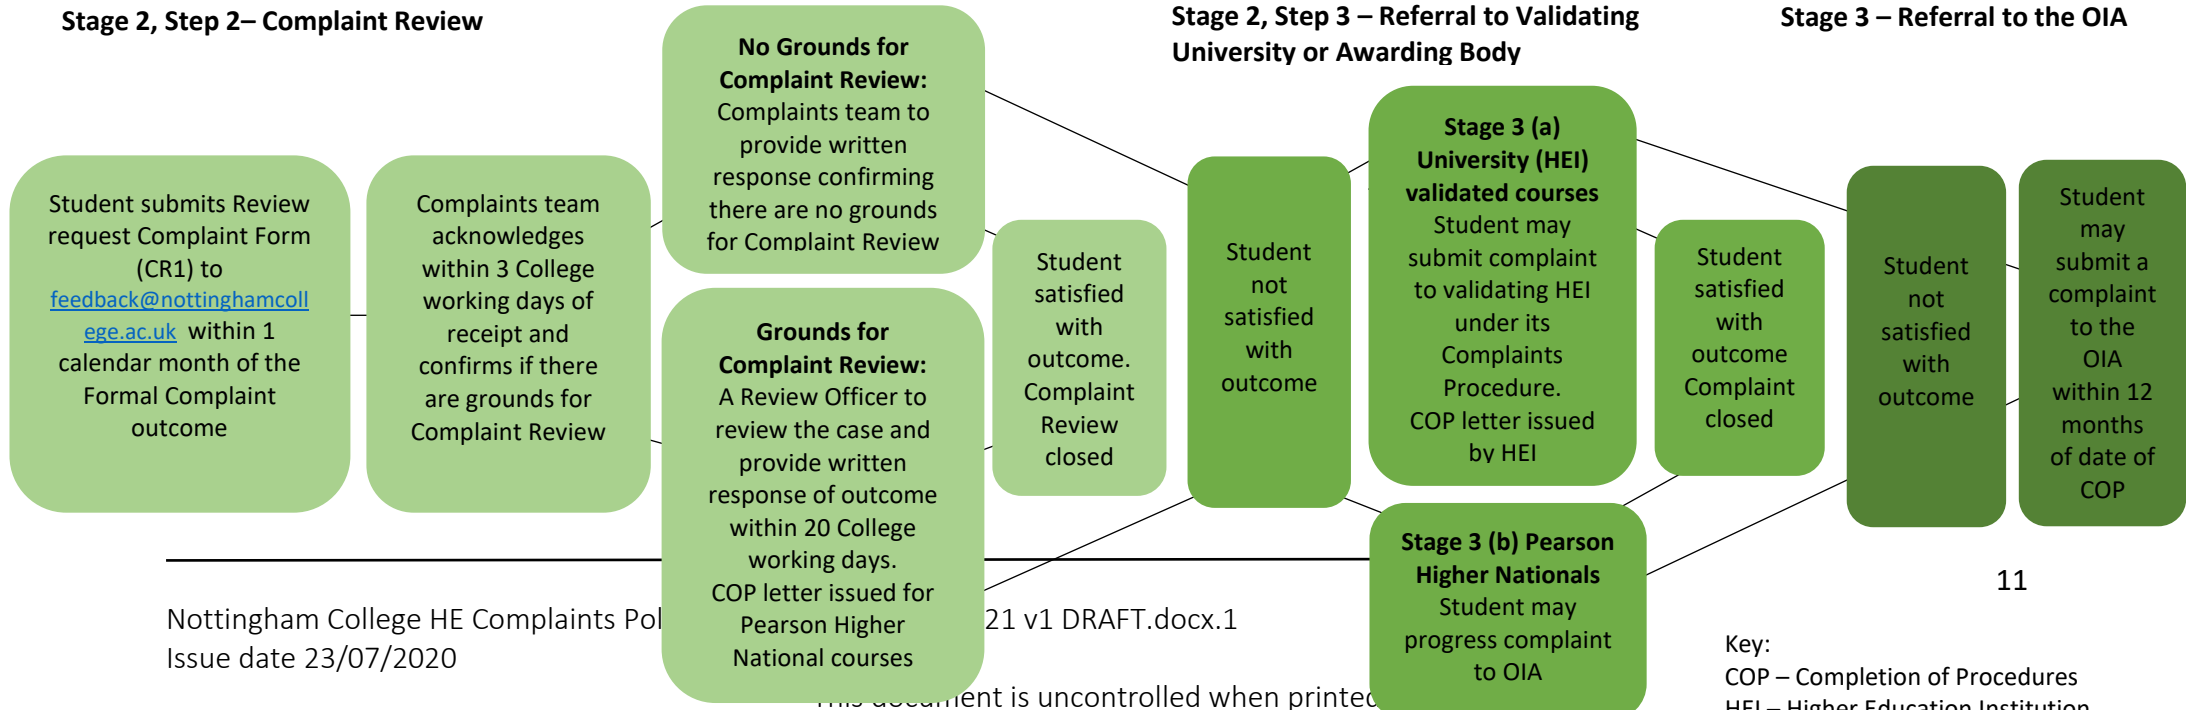 Stage 2, Step 2– Complaint Review
Stage 2, Step 3 – Referral to Validating
University or Awarding Body
Stage 3 – Referral to the OIA
Student submits Review
request Complaint Form
(CR1) to
feedback@nottinghamcoll
ege.ac.uk within 1
calendar month of the
Formal Complaint
outcome
Complaints team
acknowledges
within 3 College
working days of
receipt and
confirms if there
are grounds for
Complaint Review
No Grounds for
Complaint Review:
Complaints team to
provide written
response confirming
there are no grounds
for Complaint Review
Grounds for
Complaint Review:
A Review Officer to
review the case and
provide written
response of outcome
within 20 College
working days.
COP letter issued for
Pearson Higher
National courses
Student
satisfied
with
outcome.
Complaint
Review
closed
Student
not
satisfied
with
outcome
Stage 3 (a)
University (HEI)
validated courses
Student may
submit complaint
to validating HEI
under its
Complaints
Procedure.
COP letter issued
by HEI
Stage 3 (b) Pearson
Higher Nationals
Student may
progress complaint
to OIA
Student
satisfied
with
outcome
Complaint
closed
Student
not
satisfied
with
outcome
Student
may
submit a
complaint
to the
OIA
within 12
months
of date of
COP
11
Nottingham College HE Complaints Pol 21 v1 DRAFT.docx.1
Issue date 23/07/2020
This document is uncontrolled when printed
Key:
COP – Completion of Procedures
HEI – Higher Education Institution